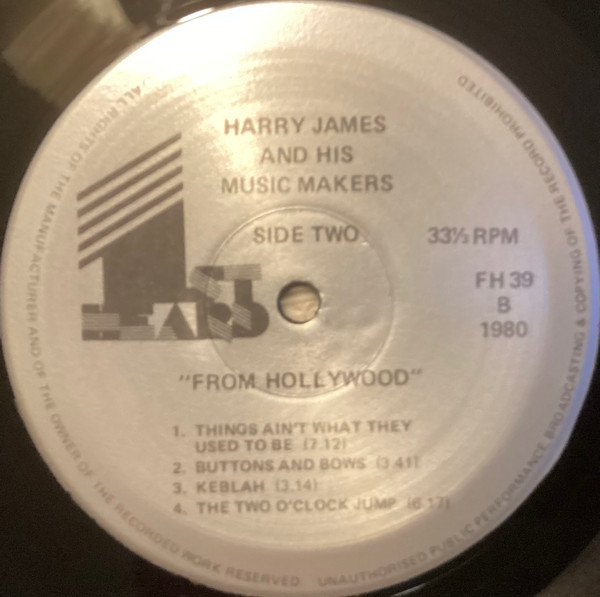 HARRY JAMES
AND HIS
MUSIC MAKERS
SIDE TWO
33⅓ RPM
1ST
HEARD
FH 39
B
1980
"FROM HOLLYWOOD"
1. THINGS AIN'T WHAT THEY
USED TO BE (7.12)
2. BUTTONS AND BOWS (3.41)
3. KEBLAH (3.14)
4. THE TWO O'CLOCK JUMP (6.17)
ALL RIGHTS OF THE MANUFACTURER AND OF THE OWNER OF THE RECORDED WORK RESERVED UNAUTHORISED PUBLIC PERFORMANCE, BROADCASTING & COPYING OF THE RECORD PROHIBITED